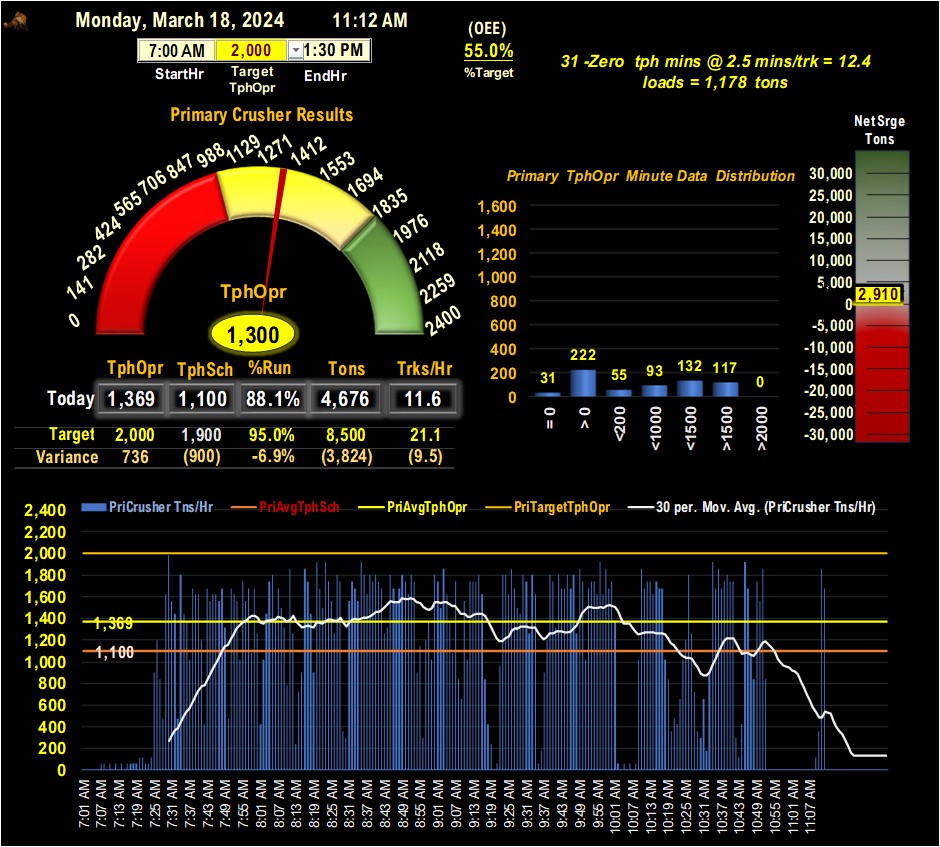 Monday, March 18, 2024 11:12 AM
7:00 AM 2,000 1:30 PM
StartHr Target TphOpr EndHr
(OEE)
55.0%
%Target
31 -Zero tph mins @ 2.5 mins/trk = 12.4
loads = 1,178 tons
Primary Crusher Results
0 141 282 424 565 706 847 988 1129 1271 1412 1553 1694 1835 1976 2118 2259 2400
TphOpr
1,300
TphOpr TphSch %Run Tons Trks/Hr
Today 1,369 1,100 88.1% 4,676 11.6
Target 2,000 1,900 95.0% 8,500 21.1
Variance 736 (900) -6.9% (3,824) (9.5)
Primary TphOpr Minute Data Distribution
1,600
1,400
1,200
1,000
800
600
400
200
0
31 222 55 93 132 117 0
= 0 > 0 <200 <1000 <1500 >1500 >2000
NetSrge
Tons
30,000
25,000
20,000
15,000
10,000
5,000
2,910
0
-5,000
-10,000
-15,000
-20,000
-25,000
-30,000
PriCrusher Tns/Hr PriAvgTphSch PriAvgTphOpr PriTargetTphOpr 30 per. Mov. Avg. (PriCrusher Tns/Hr)
2,400
2,200
2,000
1,800
1,600
1,400
1,200
1,000
800
600
400
200
0
1,369
1,100
7:01 AM 7:07 AM 7:13 AM 7:19 AM 7:25 AM 7:31 AM 7:37 AM 7:43 AM 7:49 AM 7:55 AM 8:01 AM 8:07 AM 8:13 AM 8:19 AM 8:25 AM 8:31 AM 8:37 AM 8:43 AM 8:49 AM 8:55 AM 9:01 AM 9:07 AM 9:13 AM 9:19 AM 9:25 AM 9:31 AM 9:37 AM 9:43 AM 9:49 AM 9:55 AM 10:01 AM 10:07 AM 10:13 AM 10:19 AM 10:25 AM 10:31 AM 10:37 AM 10:43 AM 10:49 AM 10:55 AM 11:01 AM 11:07 AM